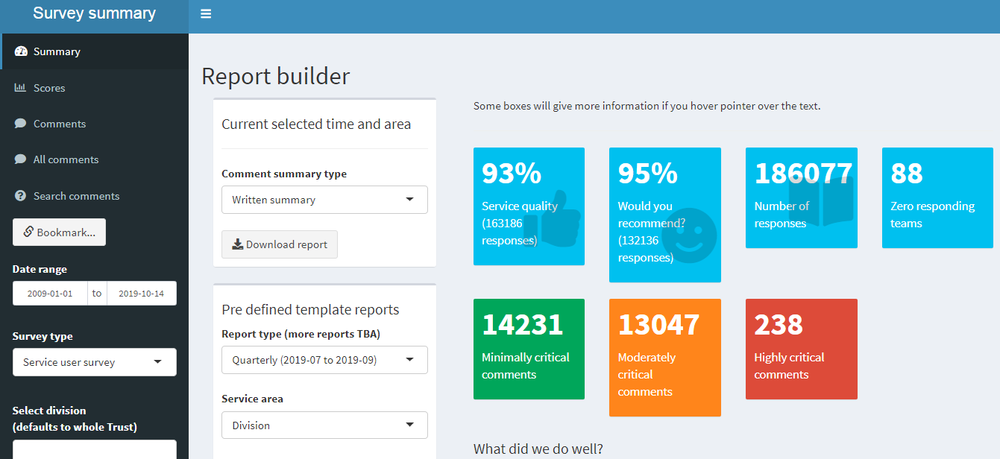 Survey summary
Summary
Scores
Comments
All comments
Search comments
Bookmark...
Date range
2009-01-01 to 2019-10-14
Survey type
Service user survey
Select division
(defaults to whole Trust)
Report builder
Current selected time and area
Comment summary type
Written summary
Download report
Pre defined template reports
Report type (more reports TBA)
Quarterly (2019-07 to 2019-09)
Service area
Division
Some boxes will give more information if you hover pointer over the text.
93%
Service quality
(163186
responses)
95%
Would you
recommend?
(132136
responses)
186077
Number of
responses
88
Zero responding
teams
14231
Minimally critical
comments
13047
Moderately
critical
comments
238
Highly critical
comments
What did we do well?